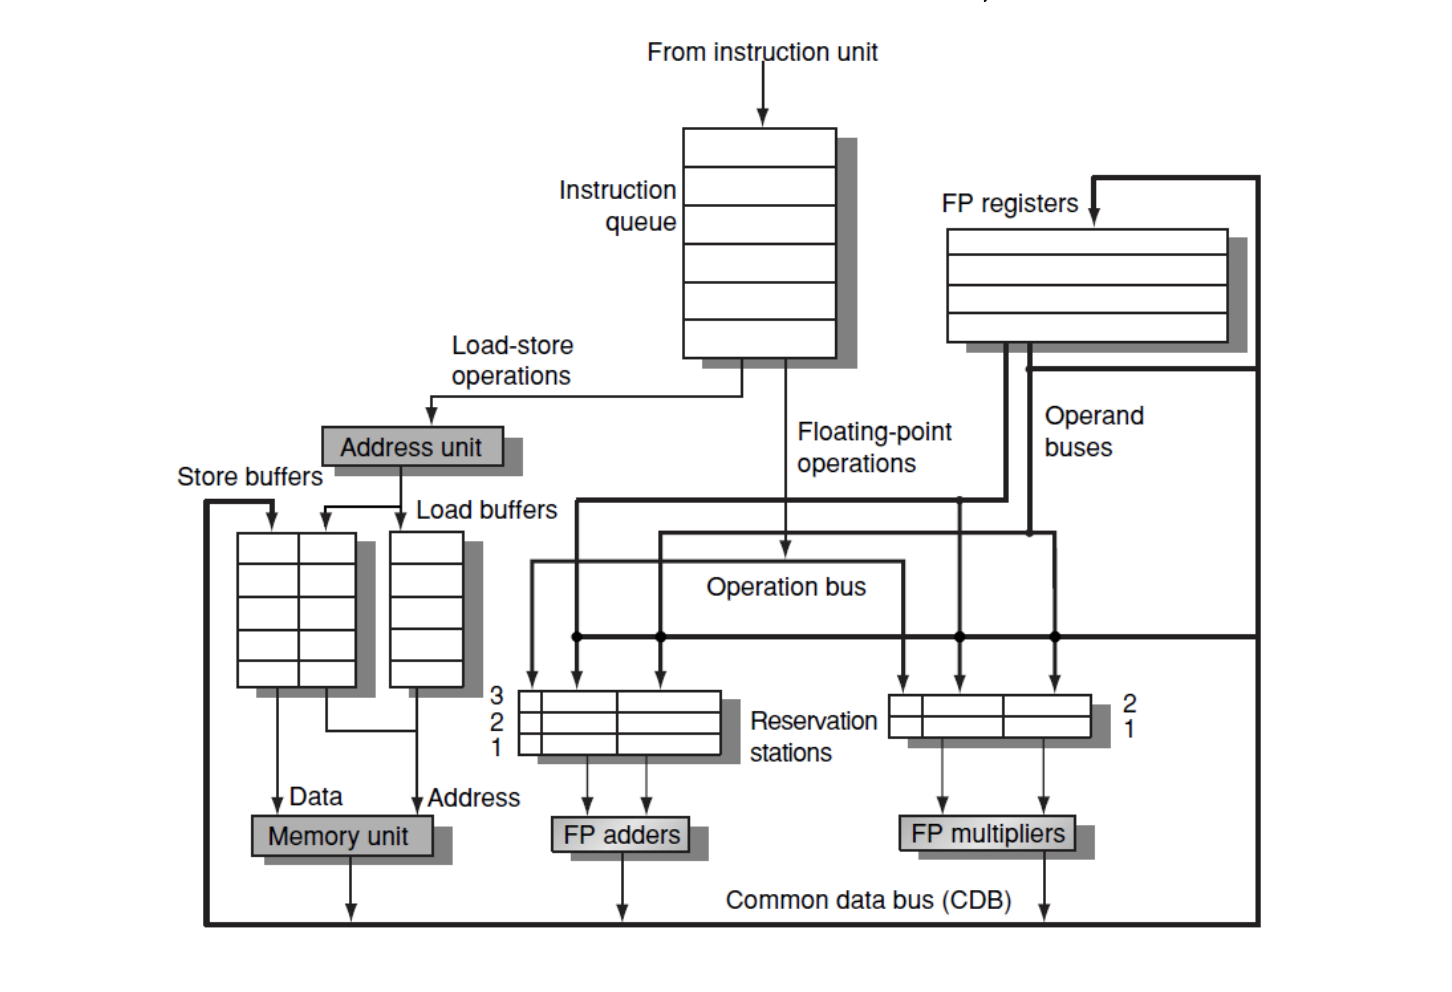 From instruction unit
Instruction
queue
FP registers
Load-store
operations
Address unit
Floating-point
operations
Operand
buses
Store buffers
Load buffers
Operation bus
3
2
1
Reservation
stations
2
1
Data
Address
Memory unit
FP adders
FP multipliers
Common data bus (CDB)